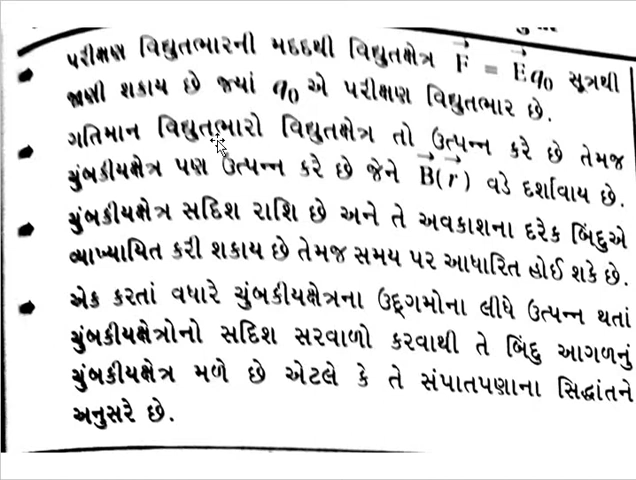 પરીક્ષણ વિદ્યુતભારની મદદથી વિદ્યુતક્ષેત્ર F⃗ = E⃗q₀ સૂત્રથી
જાણી શકાય છે જ્યાં q₀ એ પરીક્ષણ વિદ્યુતભાર છે.
ગતિમાન વિદ્યુતભારો વિદ્યુતક્ષેત્ર તો ઉત્પન્ન કરે છે તેમજ
ચુંબકીયક્ષેત્ર પણ ઉત્પન્ન કરે છે જેને B⃗(r⃗) વડે દર્શાવાય છે.
ચુંબકીયક્ષેત્ર સદિશ રાશિ છે અને તે અવકાશના દરેક બિંદુએ
વ્યાખ્યાયિત કરી શકાય છે તેમજ સમય પર આધારિત હોઈ શકે છે.
એક કરતાં વધારે ચુંબકીયક્ષેત્રના ઉદ્દગમોના લીધે ઉત્પન્ન થતાં
ચુંબકીયક્ષેત્રોનો સદિશ સરવાળો કરવાથી તે બિંદુ આગળનું
ચુંબકીયક્ષેત્ર મળે છે એટલે કે તે સંપાતપણાના સિદ્ધાંતને
અનુસરે છે.